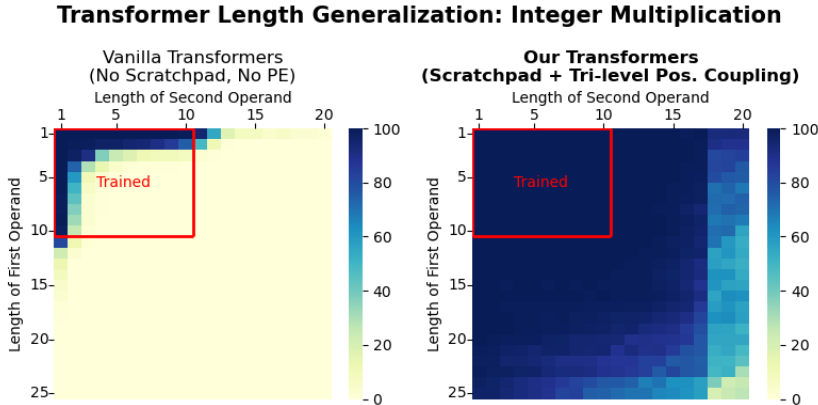 Transformer Length Generalization: Integer Multiplication
Vanilla Transformers
(No Scratchpad, No PE)
Length of Second Operand
1 5 10 15 20
Length of First Operand
1
5
10
15
20
25
Trained
100
80
60
40
20
0
Our Transformers
(Scratchpad + Tri-level Pos. Coupling)
Length of Second Operand
1 5 10 15 20
Length of First Operand
1
5
10
15
20
25
Trained
100
80
60
40
20
0